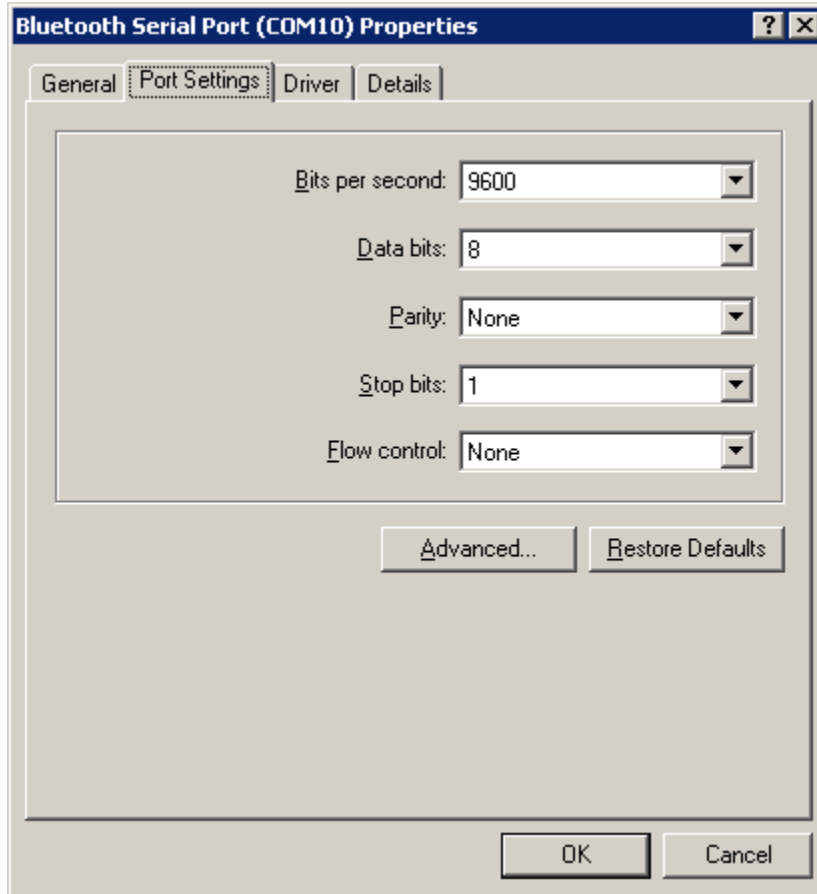 Bluetooth Serial Port (COM10) Properties
General Port Settings Driver Details
Bits per second: 9600
Data bits: 8
Parity: None
Stop bits: 1
Flow control: None
Advanced... Restore Defaults
OK Cancel